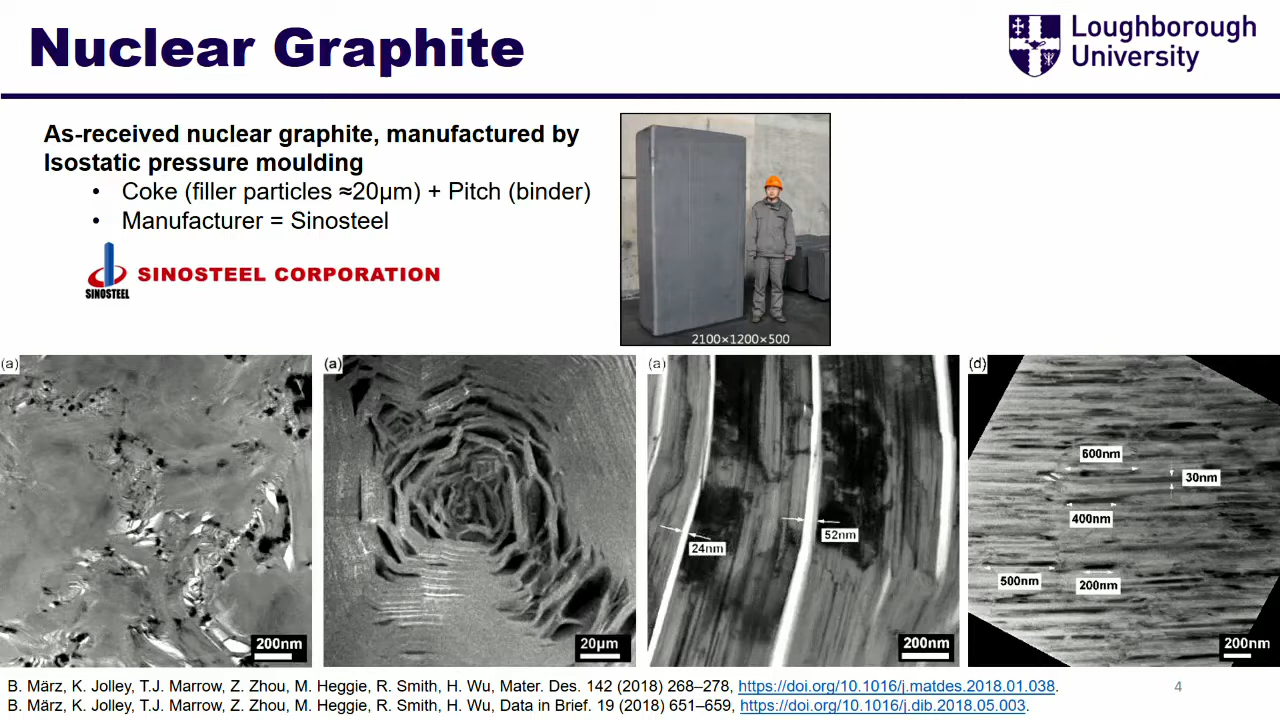 Nuclear Graphite
Loughborough
University
As-received nuclear graphite, manufactured by
Isostatic pressure moulding
• Coke (filler particles ≈20μm) + Pitch (binder)
• Manufacturer = Sinosteel
SINOSTEEL
SINOSTEEL CORPORATION
2100×1200×500
(a)
200nm
(a)
20μm
(a)
24nm
52nm
200nm
(d)
600nm
30nm
400nm
500nm
200nm
200nm
B. März, K. Jolley, T.J. Marrow, Z. Zhou, M. Heggie, R. Smith, H. Wu, Mater. Des. 142 (2018) 268–278, https://doi.org/10.1016/j.matdes.2018.01.038.
4
B. März, K. Jolley, T.J. Marrow, Z. Zhou, M. Heggie, R. Smith, H. Wu, Data in Brief. 19 (2018) 651–659, https://doi.org/10.1016/j.dib.2018.05.003.